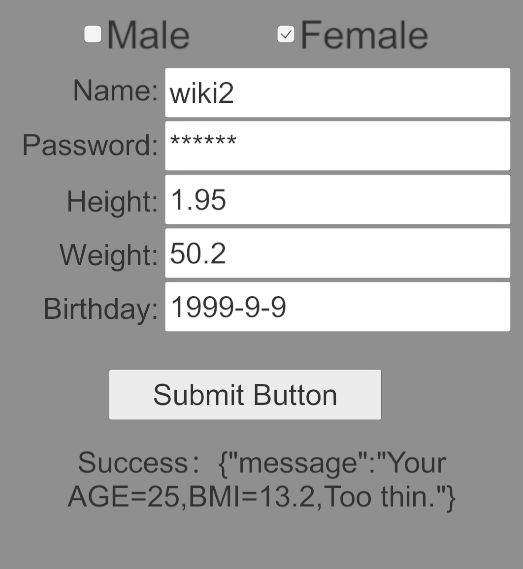 Male Female
Name: wiki2
Password: ******
Height: 1.95
Weight: 50.2
Birthday: 1999-9-9
Submit Button
Success：{"message":"Your
AGE=25,BMI=13.2,Too thin."}